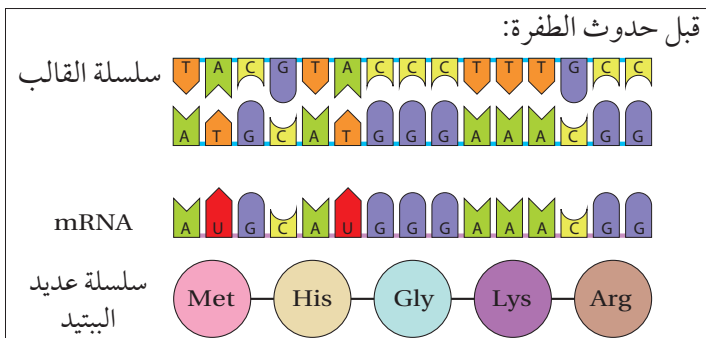 قبل حدوث الطفرة:
سلسلة القالب
T A C G T A C C C T T T G C C
A T G C A T G G G A A A C G G
mRNA
A U G C A U G G G A A A C G G
سلسلة عديد
الببتيد
Met His Gly Lys Arg